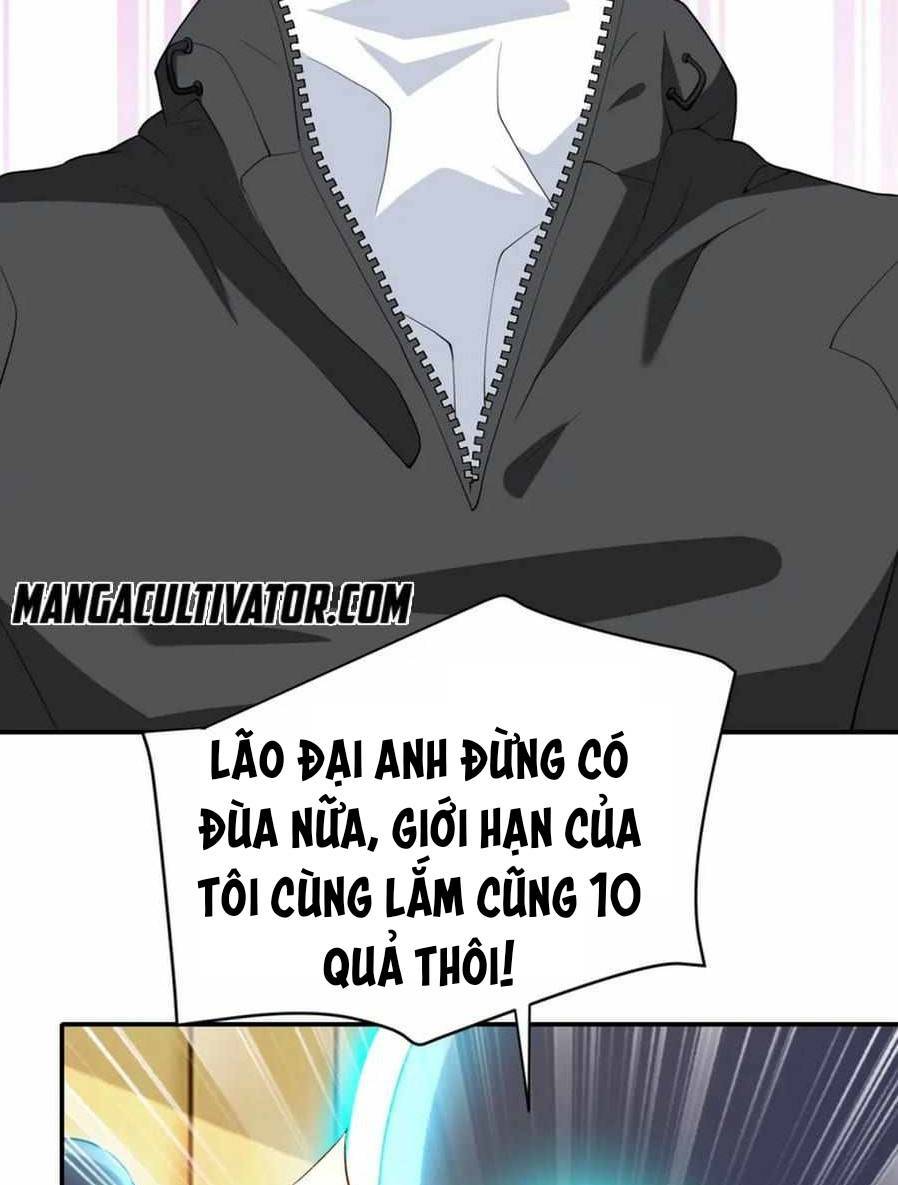 MANGACULTIVATOR.COM
LÃO ĐẠI ANH ĐỪNG CÓ
ĐÙA NỮA, GIỚI HẠN CỦA
TÔI CÙNG LẮM CŨNG 10
QUẢ THÔI!